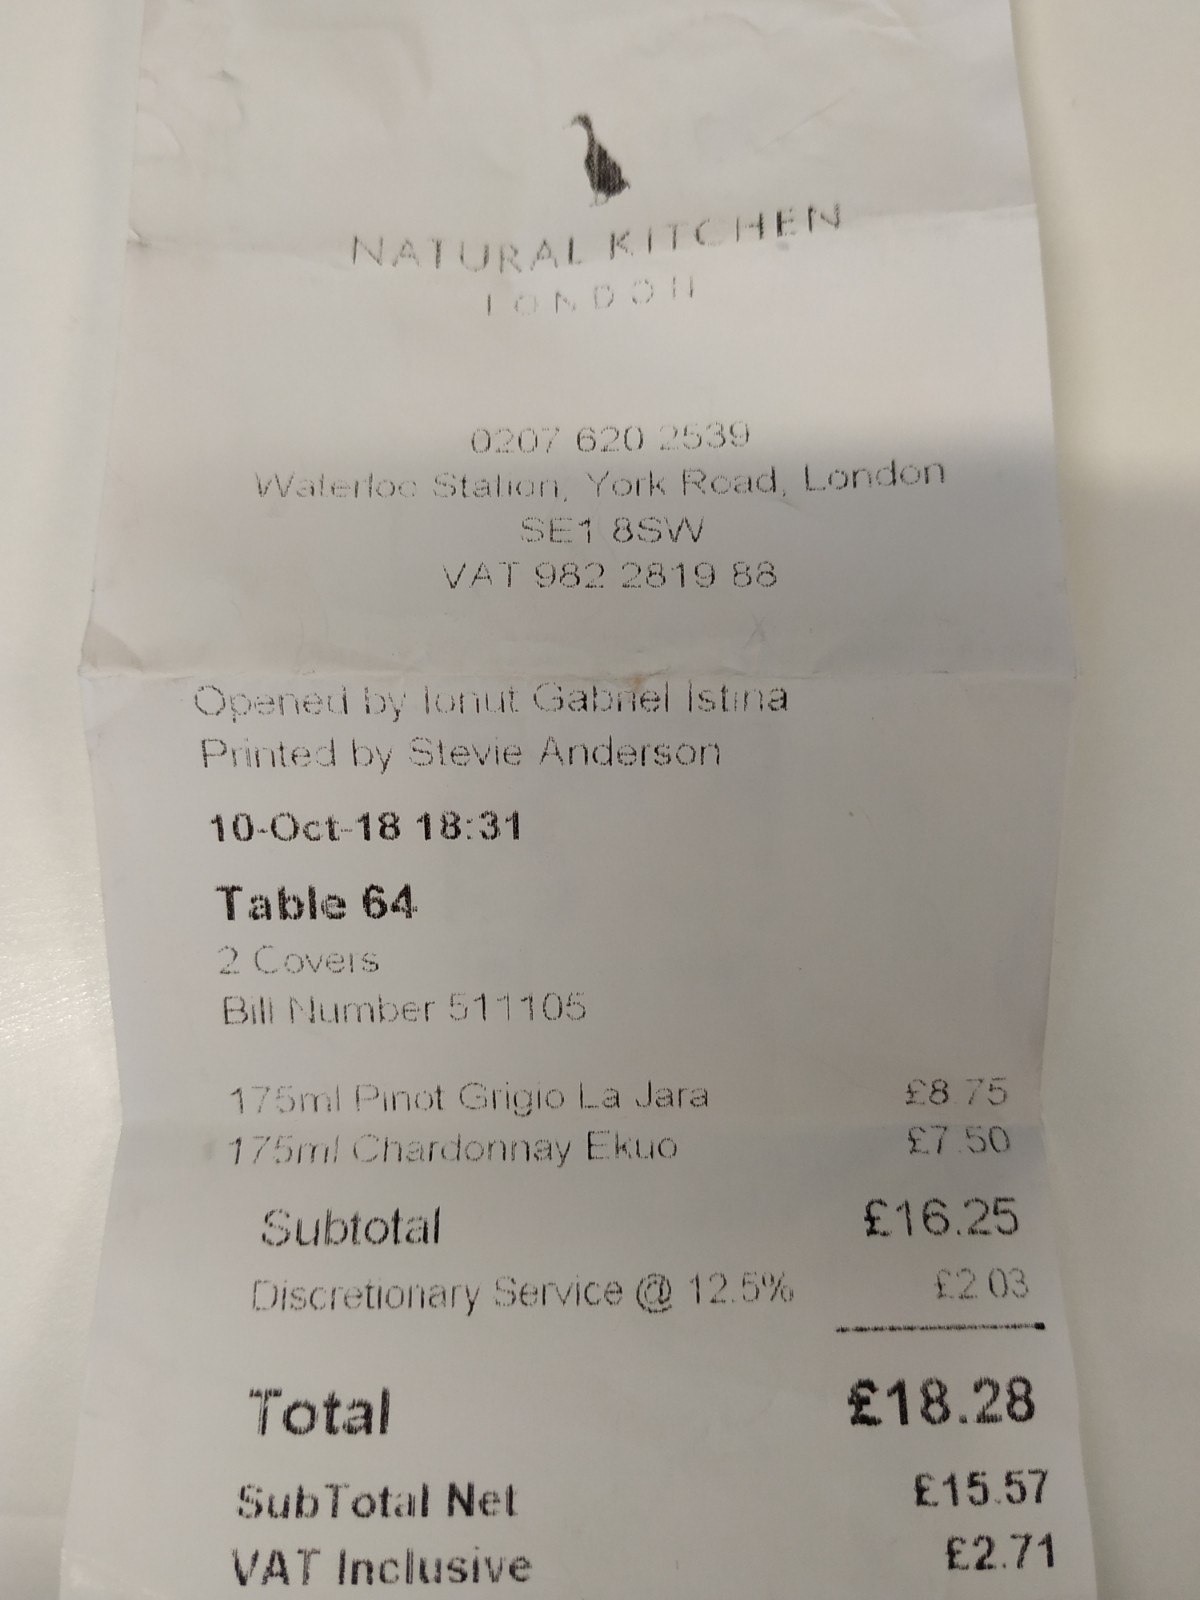 NATURAL KITCHEN
LONDON
0207 620 2539
Waterloo Station, York Road, London
SE1 8SW
VAT 982 2819 88
Opened by Ionut Gabriel Istina
Printed by Stevie Anderson
10-Oct-18 18:31
Table 64
2 Covers
Bill Number 511105
175ml Pinot Grigio La Jara £8.75
175ml Chardonnay Ekuo £7.50
Subtotal £16.25
Discretionary Service @ 12.5% £2.03
Total £18.28
SubTotal Net £15.57
VAT Inclusive £2.71